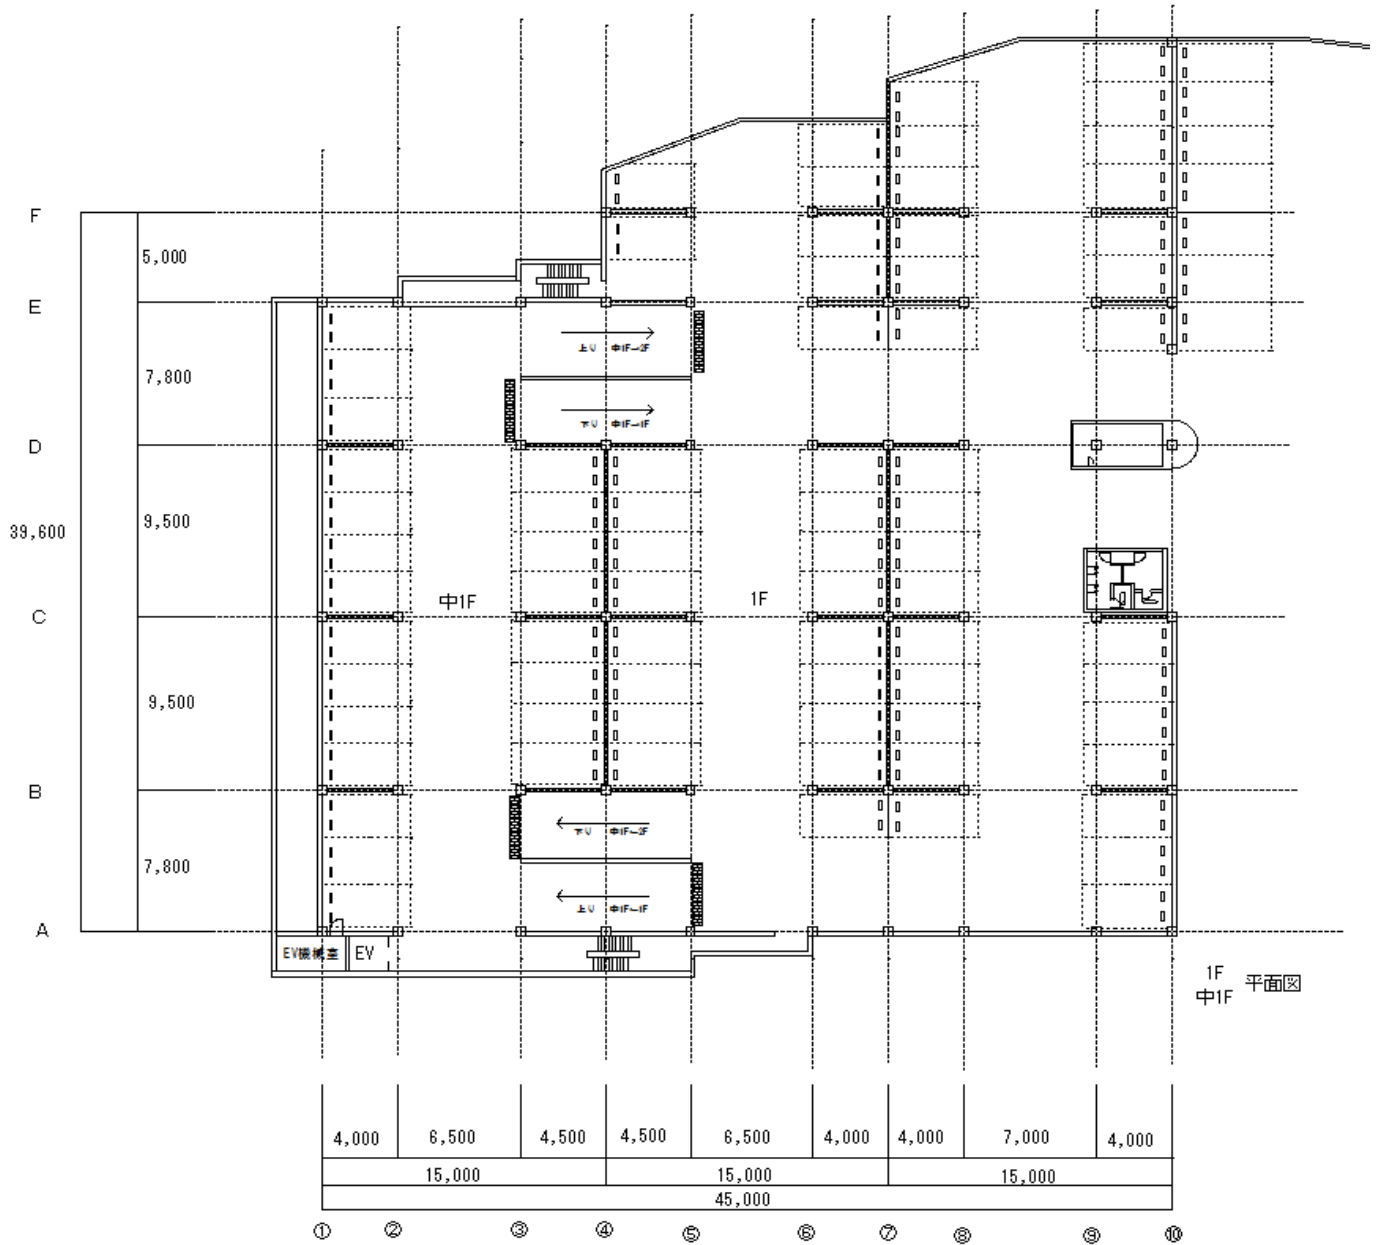 F
5,000
E
上り 中1F→2F
7,800
下り 中1F→1F
D
9,500
39,600
中1F
1F
C
9,500
B
下り 中1F←2F
7,800
上り 中1F←1F
A
EV機械室
EV
1F
中1F
平面図
4,000
6,500
4,500
4,500
6,500
4,000
4,000
7,000
4,000
15,000
15,000
15,000
45,000
①
②
③
④
⑤
⑥
⑦
⑧
⑨
⑩